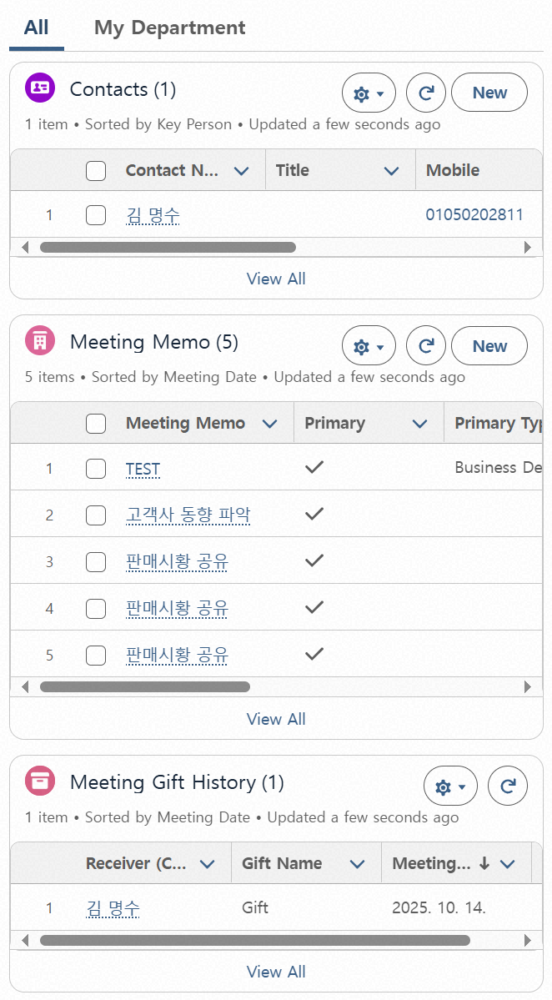 All My Department
Contacts (1) New
1 item • Sorted by Key Person • Updated a few seconds ago
Contact N... Title Mobile
1 김 명수 01050202811
View All
Meeting Memo (5) New
5 items • Sorted by Meeting Date • Updated a few seconds ago
Meeting Memo Primary Primary Typ
1 TEST Business De
2 고객사 동향 파악
3 판매시황 공유
4 판매시황 공유
5 판매시황 공유
View All
Meeting Gift History (1)
1 item • Sorted by Meeting Date • Updated a few seconds ago
Receiver (C... Gift Name Meeting...
1 김 명수 Gift 2025. 10. 14.
View All